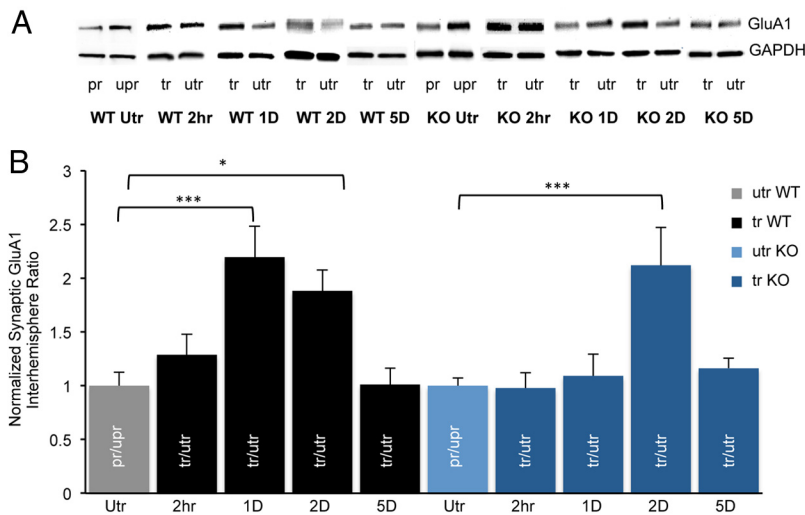 A
GluA1
GAPDH
pr upr tr utr tr utr tr utr tr utr pr upr tr utr tr utr tr utr tr utr
WT Utr WT 2hr WT 1D WT 2D WT 5D KO Utr KO 2hr KO 1D KO 2D KO 5D
B
Normalized Synaptic GluA1
Interhemisphere Ratio
3
2.5
2
1.5
1
0.5
0
*
***
***
utr WT
tr WT
utr KO
tr KO
pr/upr tr/utr tr/utr tr/utr tr/utr pr/upr tr/utr tr/utr tr/utr tr/utr
Utr 2hr 1D 2D 5D Utr 2hr 1D 2D 5D